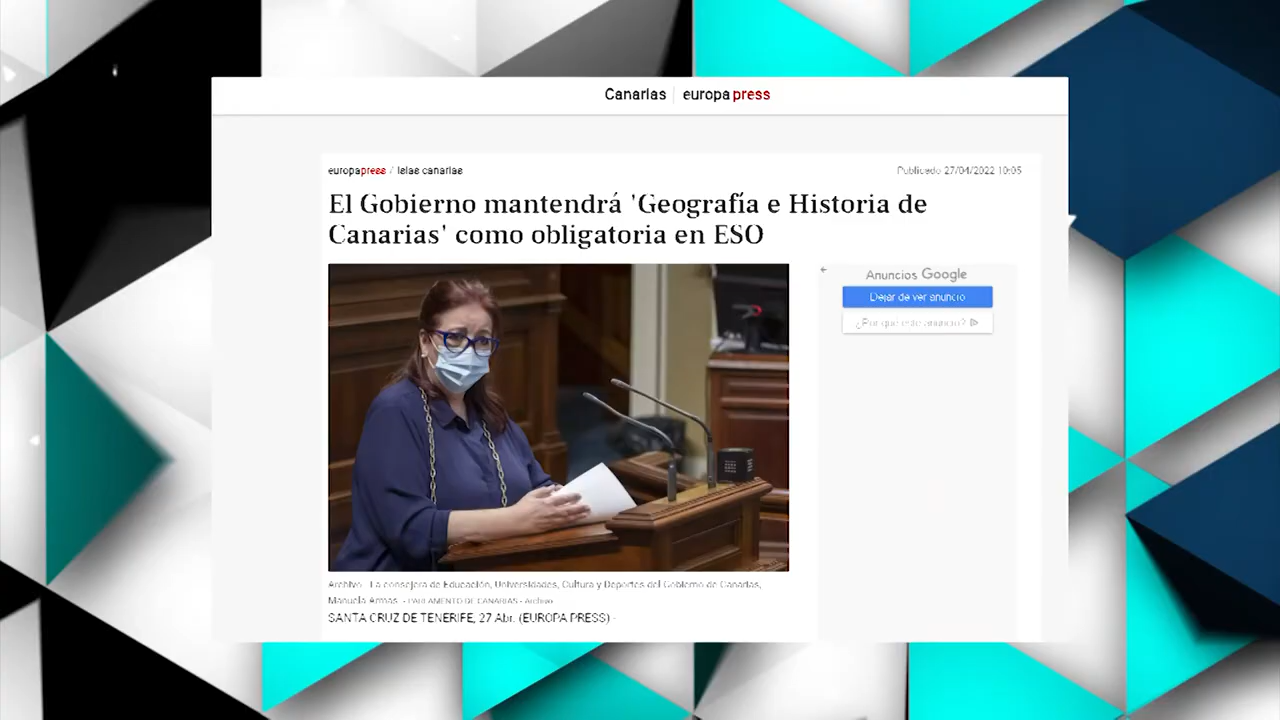 Canarias europapress
europapress / Islas canarias
Publicado 27/04/2022 10:05
El Gobierno mantendrá 'Geografía e Historia de
Canarias' como obligatoria en ESO
Anuncios Google
Dejar de ver anuncio
¿Por qué este anuncio?
Archivo - La consejera de Educación, Universidades, Cultura y Deportes del Gobierno de Canarias,
Manuela Armas - PARLAMENTO DE CANARIAS - Archivo
SANTA CRUZ DE TENERIFE, 27 Abr. (EUROPA PRESS) -